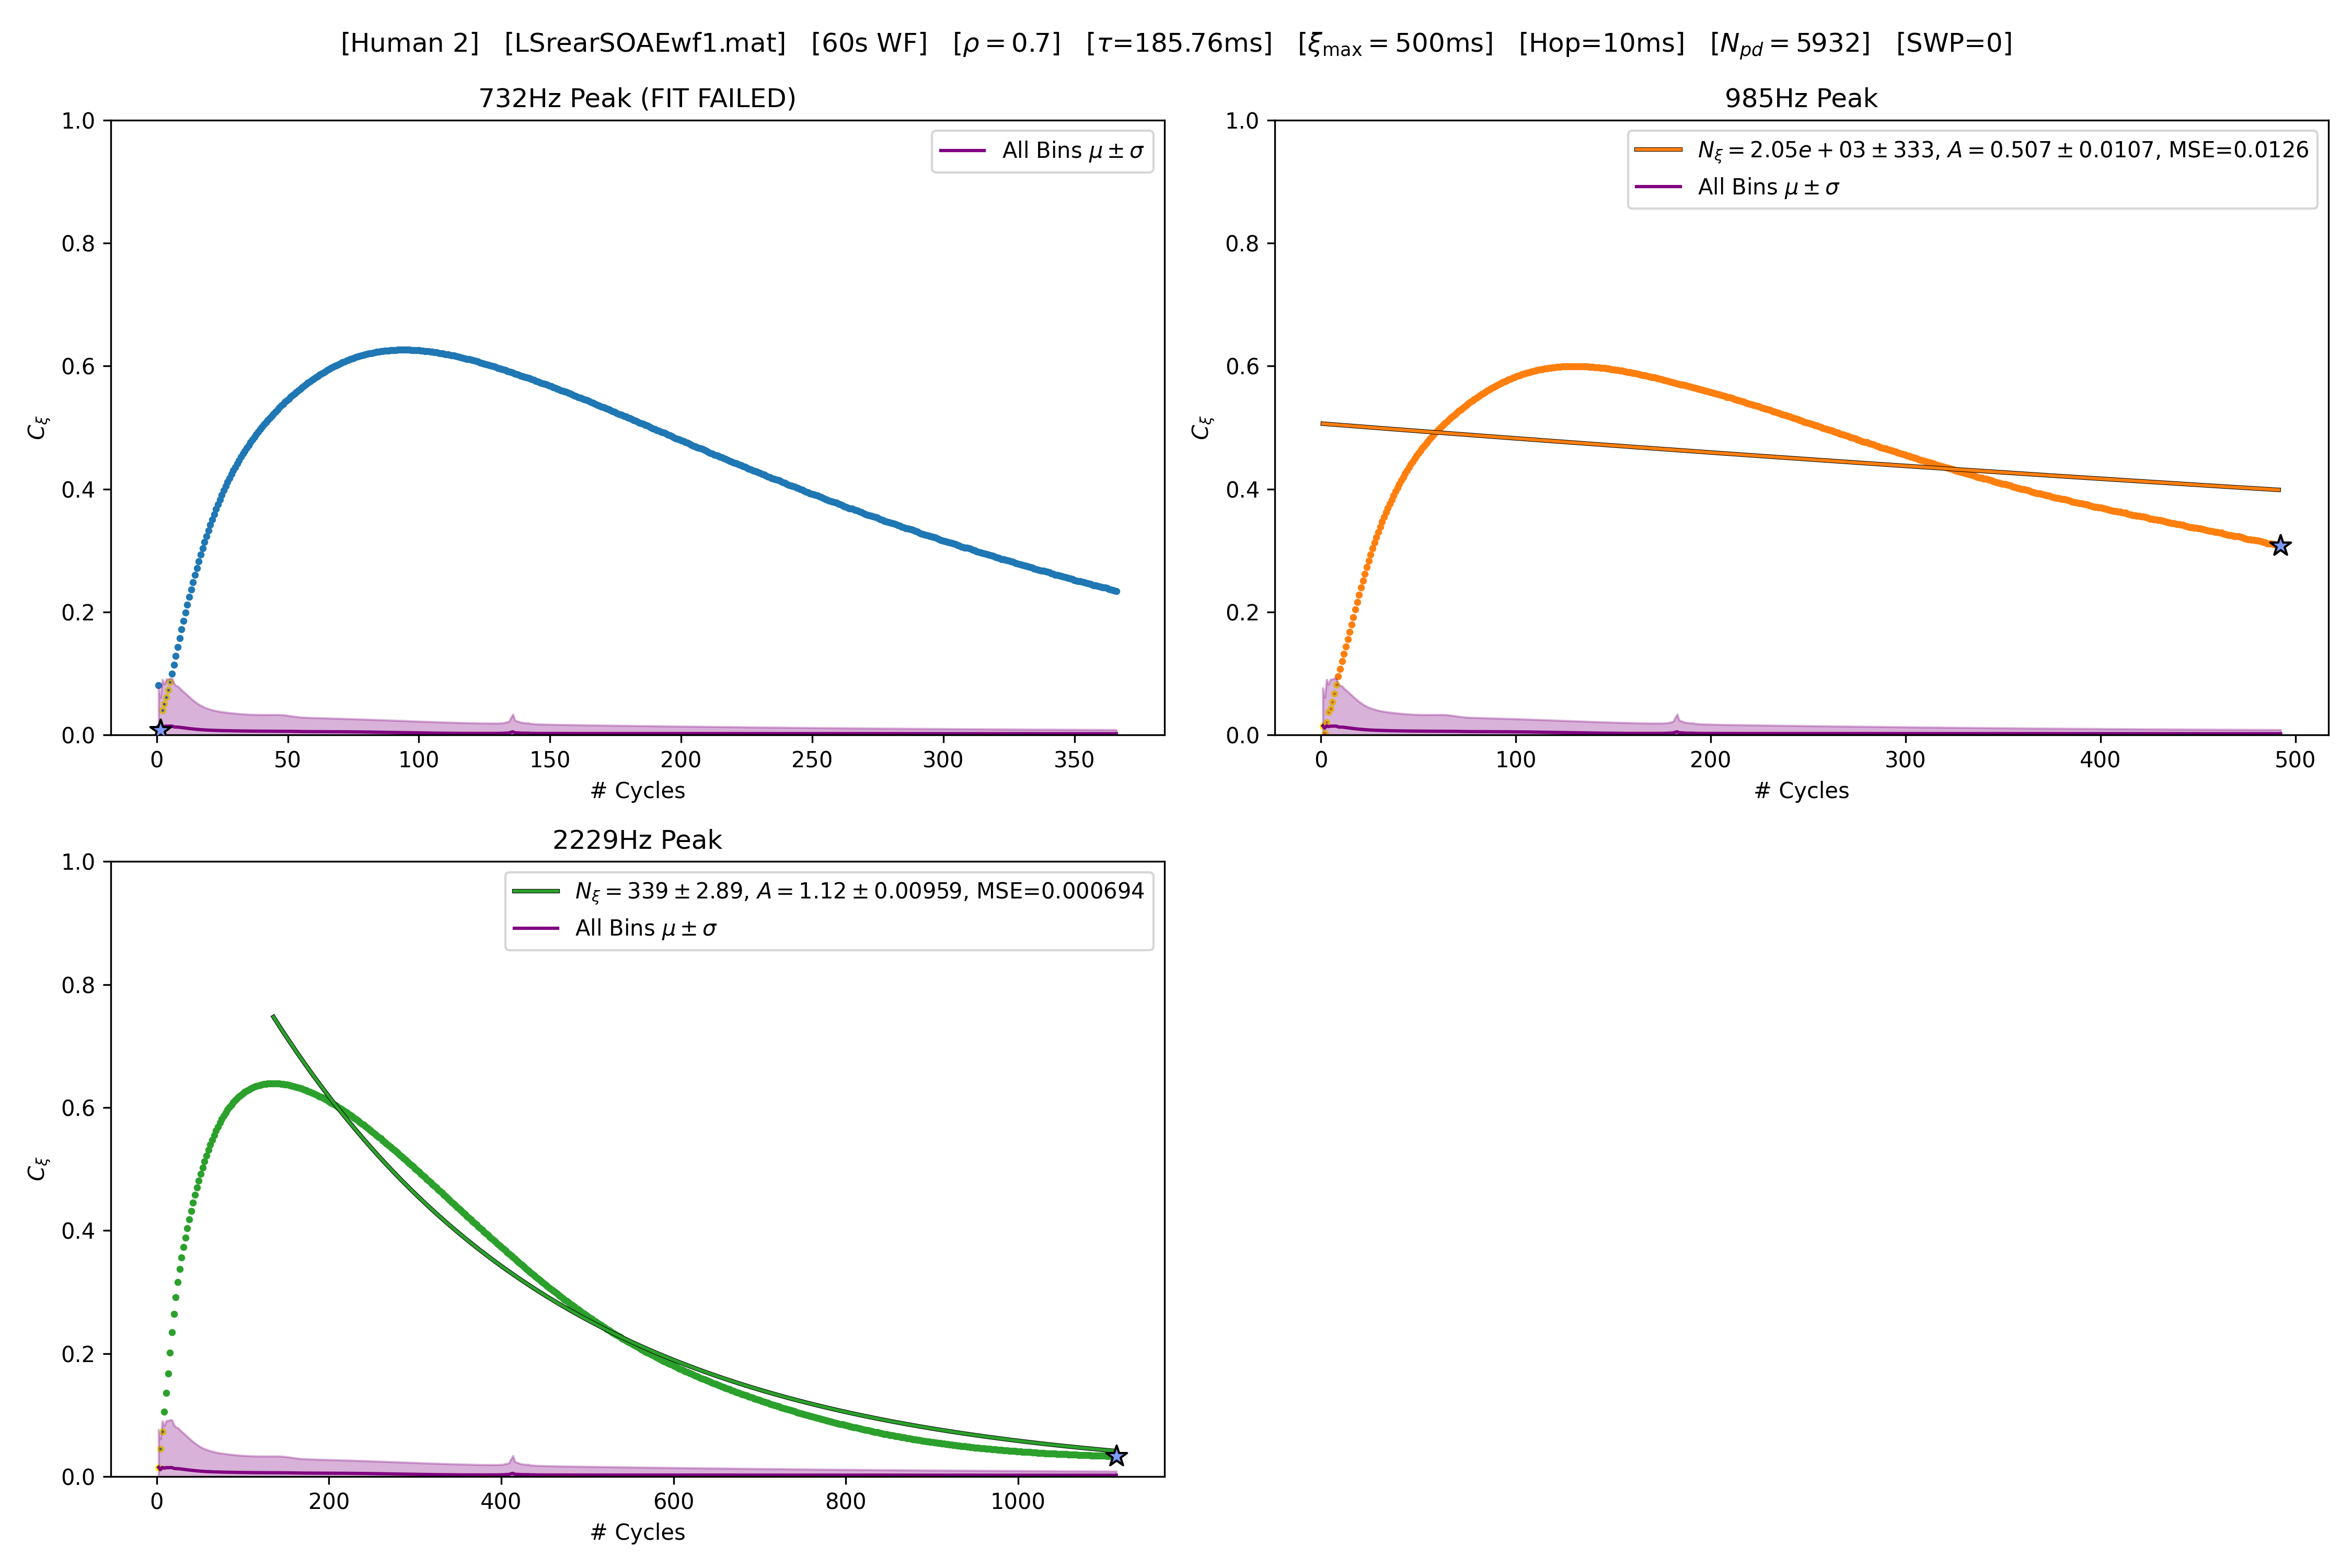 [Human 2] [LSrearSOAEwf1.mat] [60s WF] [ρ = 0.7] [τ=185.76ms] [ξmax = 500ms] [Hop=10ms] [Npd = 5932] [SWP=0]
732Hz Peak (FIT FAILED)
1.0
0.8
0.6
0.4
0.2
0.0
Cξ
All Bins μ ± σ
0 50 100 150 200 250 300 350
# Cycles
985Hz Peak
1.0
0.8
0.6
0.4
0.2
0.0
Cξ
Nξ = 2.05e + 03 ± 333, A = 0.507 ± 0.0107, MSE=0.0126
All Bins μ ± σ
0 100 200 300 400 500
# Cycles
2229Hz Peak
1.0
0.8
0.6
0.4
0.2
0.0
Cξ
Nξ = 339 ± 2.89, A = 1.12 ± 0.00959, MSE=0.000694
All Bins μ ± σ
0 200 400 600 800 1000
# Cycles